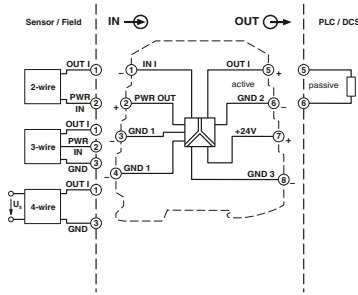 Sensor / Field
IN
OUT
PLC / DCS
OUT I
1
2-wire
PWR
IN
2
OUT I
1
3-wire
PWR
IN
2
GND
3
OUT I
1
Us
4-wire
GND
3
1
–
IN I
2
+
PWR OUT
3
–
GND 1
4
–
GND 1
OUT I
5
+
active
GND 2
6
–
+24V
7
+
GND 3
8
–
5
passive
6